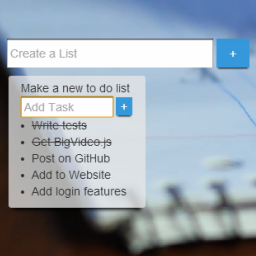 Create a List
+
Make a new to do list
Add Task
+
Write tests
Get BigVideo.js
Post on GitHub
Add to Website
Add login features